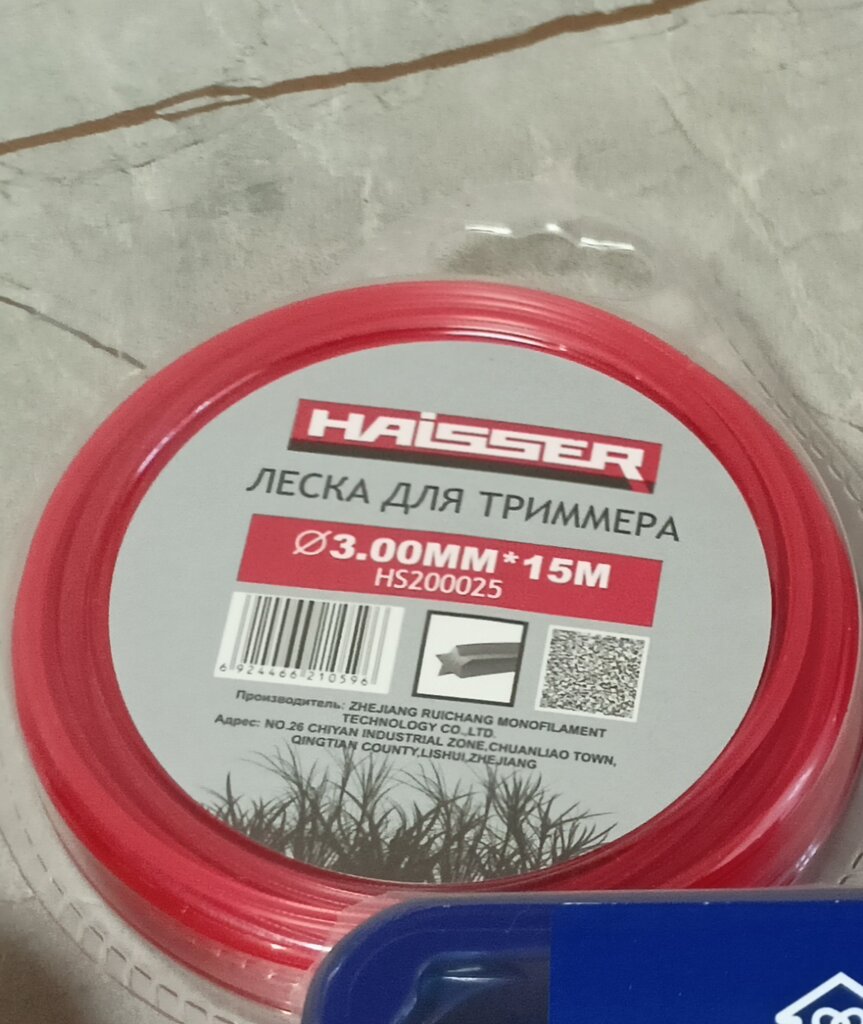 HAiSSER
ЛЕСКА ДЛЯ ТРИММЕРА
Ø3.00MM*15M
HS200025
6 924466 210596
Производитель: ZHEJIANG RUICHANG MONOFILAMENT
TECHNOLOGY CO.,LTD.
Адрес: NO.26 CHIYAN INDUSTRIAL ZONE,CHUANLIAO TOWN,
QINGTIAN COUNTY,LISHUI,ZHEJIANG